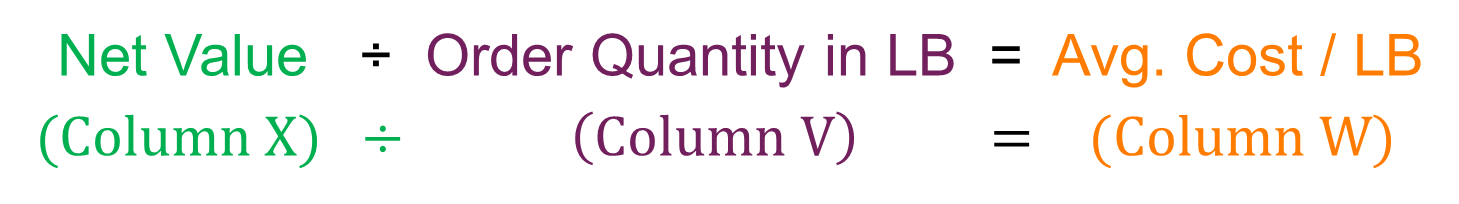 Net Value ÷ Order Quantity in LB = Avg. Cost / LB
(Column X) ÷ (Column V) = (Column W)